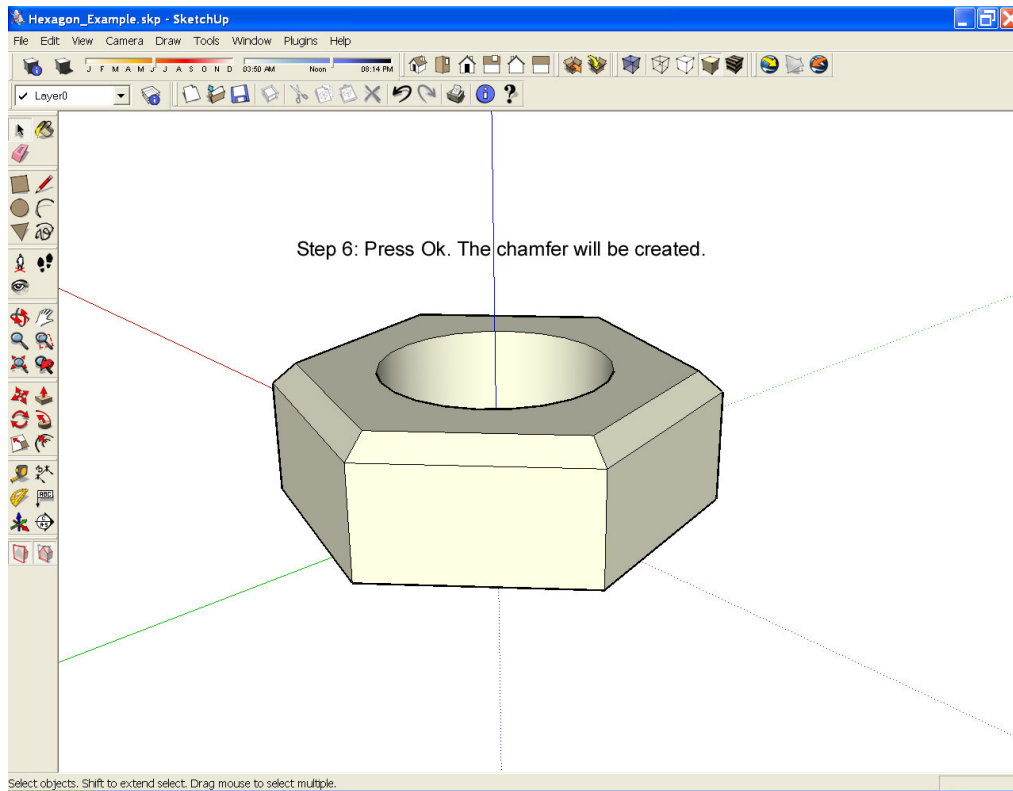 Hexagon_Example.skp - SketchUp
File Edit View Camera Draw Tools Window Plugins Help
J F M A M J J A S O N D 03:50 AM Noon 08:14 PM
Layer0
Step 6: Press Ok. The chamfer will be created.
ABC
Select objects. Shift to extend select. Drag mouse to select multiple.